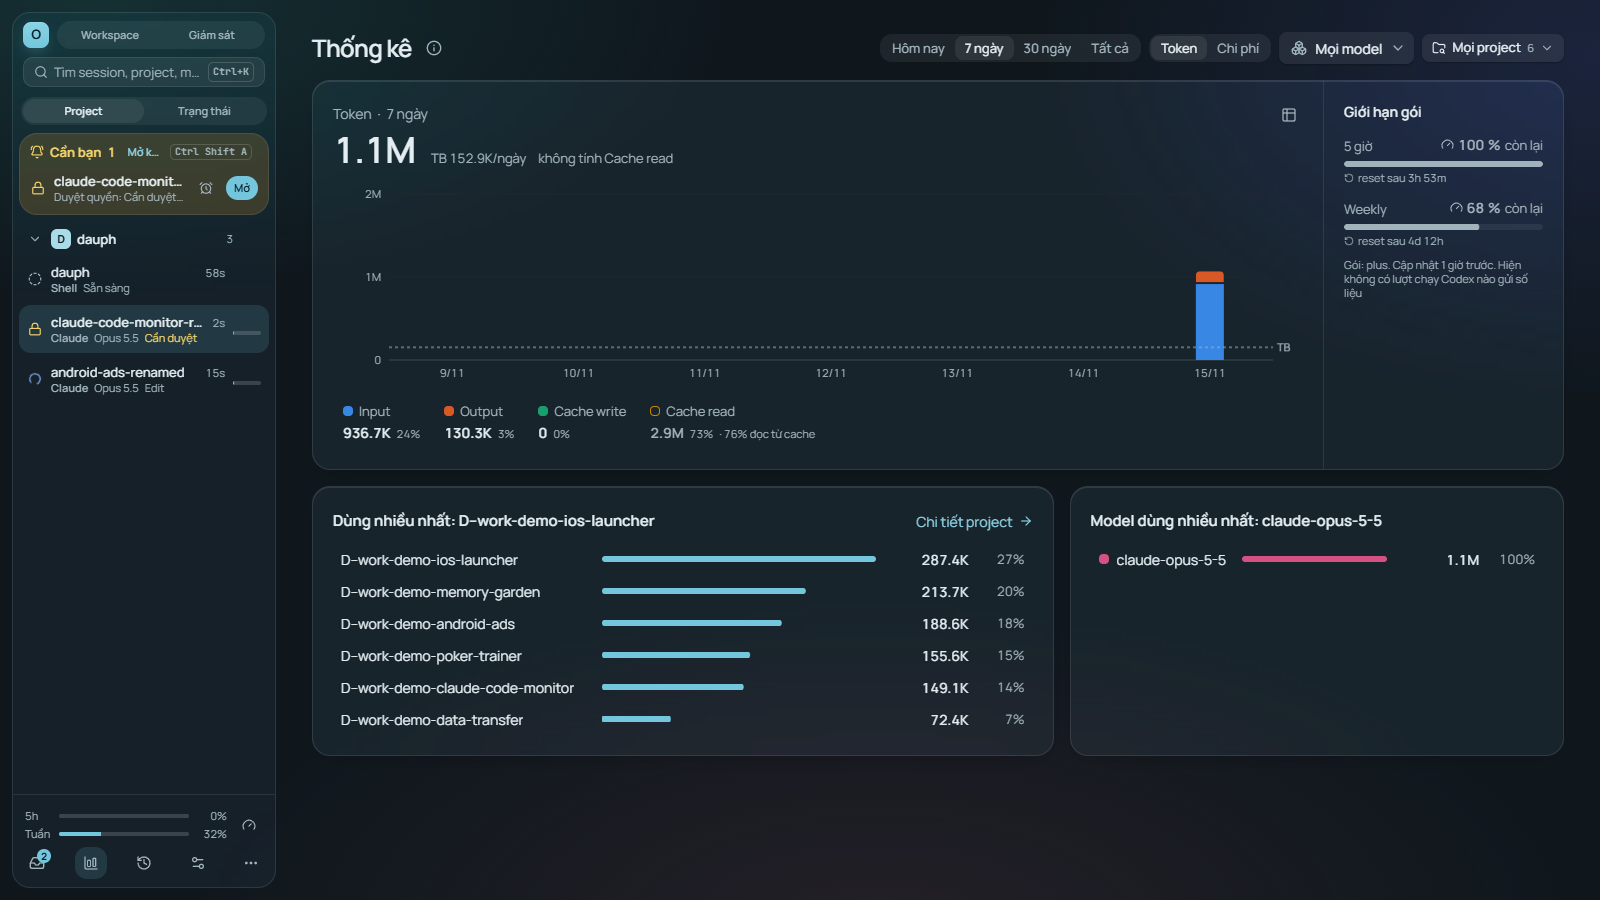 O
Workspace
Giám sát
Tìm session, project, m...
Ctrl+K
Project
Trạng thái
Cần bạn 1
Mở k...
Ctrl Shift A
claude-code-monit...
Duyệt quyền: Cần duyệt...
Mở
D
dauph
3
dauph
58s
Shell Sẵn sàng
claude-code-monitor-r...
2s
Claude Opus 5.5 Cần duyệt
android-ads-renamed
15s
Claude Opus 5.5 Edit
5h
0%
Tuần
32%
2
Thống kê
Hôm nay
7 ngày
30 ngày
Tất cả
Token
Chi phí
Mọi model
Mọi project 6
Token · 7 ngày
1.1M
TB 152.9K/ngày
không tính Cache read
2M
1M
0
TB
9/11
10/11
11/11
12/11
13/11
14/11
15/11
Input
936.7K 24%
Output
130.3K 3%
Cache write
0 0%
Cache read
2.9M 73% · 76% đọc từ cache
Giới hạn gói
5 giờ
100 % còn lại
reset sau 3h 53m
Weekly
68 % còn lại
reset sau 4d 12h
Gói: plus. Cập nhật 1 giờ trước. Hiện
không có lượt chạy Codex nào gửi số
liệu
Dùng nhiều nhất: D-work-demo-ios-launcher
Chi tiết project
D-work-demo-ios-launcher 287.4K 27%
D-work-demo-memory-garden 213.7K 20%
D-work-demo-android-ads 188.6K 18%
D-work-demo-poker-trainer 155.6K 15%
D-work-demo-claude-code-monitor 149.1K 14%
D-work-demo-data-transfer 72.4K 7%
Model dùng nhiều nhất: claude-opus-5-5
claude-opus-5-5 1.1M 100%